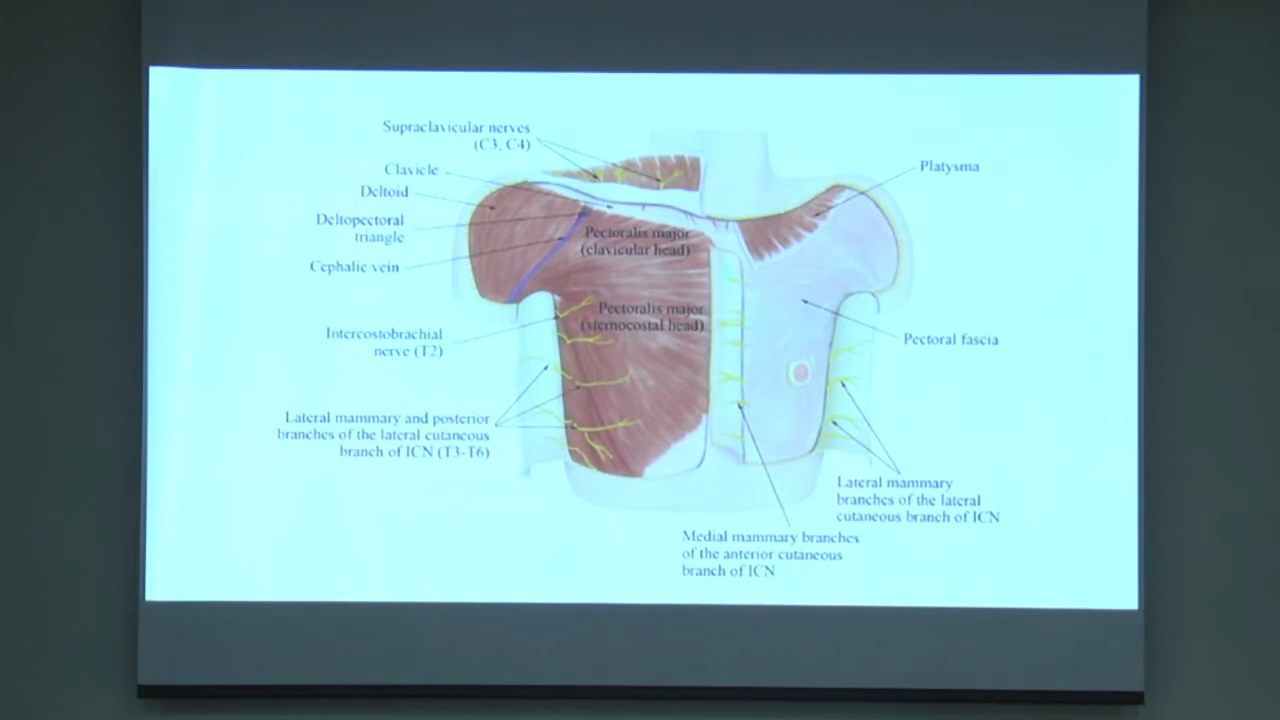 Supraclavicular nerves
(C3, C4)
Clavicle
Deltoid
Deltopectoral
triangle
Cephalic vein
Intercostobrachial
nerve (T2)
Lateral mammary and posterior
branches of the lateral cutaneous
branch of ICN (T3-T6)
Pectoralis major
(clavicular head)
Pectoralis major
(sternocostal head)
Platysma
Pectoral fascia
Lateral mammary
branches of the lateral
cutaneous branch of ICN
Medial mammary branches
of the anterior cutaneous
branch of ICN